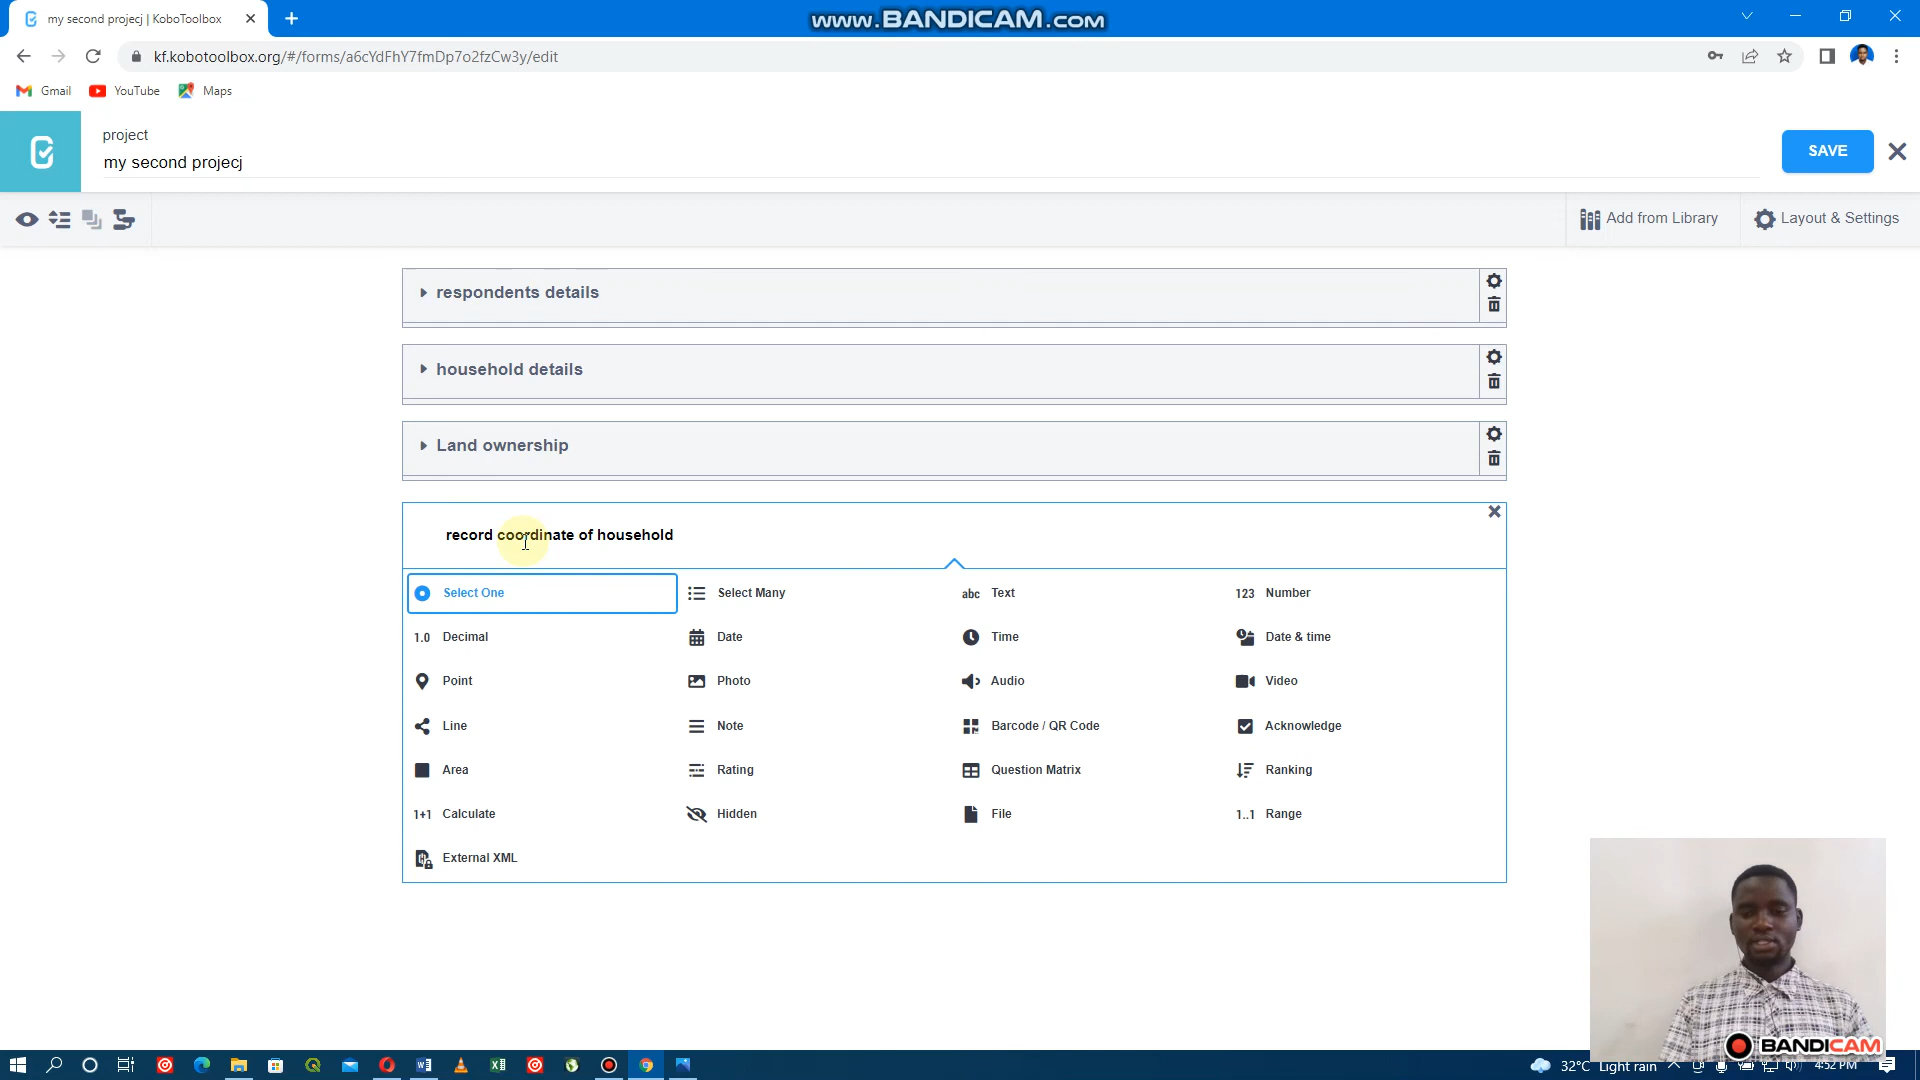 my second projecj | KoboToolbox
www.BANDICAM.com
kf.kobotoolbox.org/#/forms/a6cYdFhY7fmDp7o2fzCw3y/edit
Gmail YouTube Maps
project
my second projecj
SAVE
Add from Library Layout & Settings
respondents details
household details
Land ownership
record coordinate of household
Select One Select Many abc Text 123 Number
1.0 Decimal Date Time Date & time
Point Photo Audio Video
Line Note Barcode / QR Code Acknowledge
Area Rating Question Matrix Ranking
1+1 Calculate Hidden File 1..1 Range
External XML
BANDICAM
32°C Light rain 4:52 PM